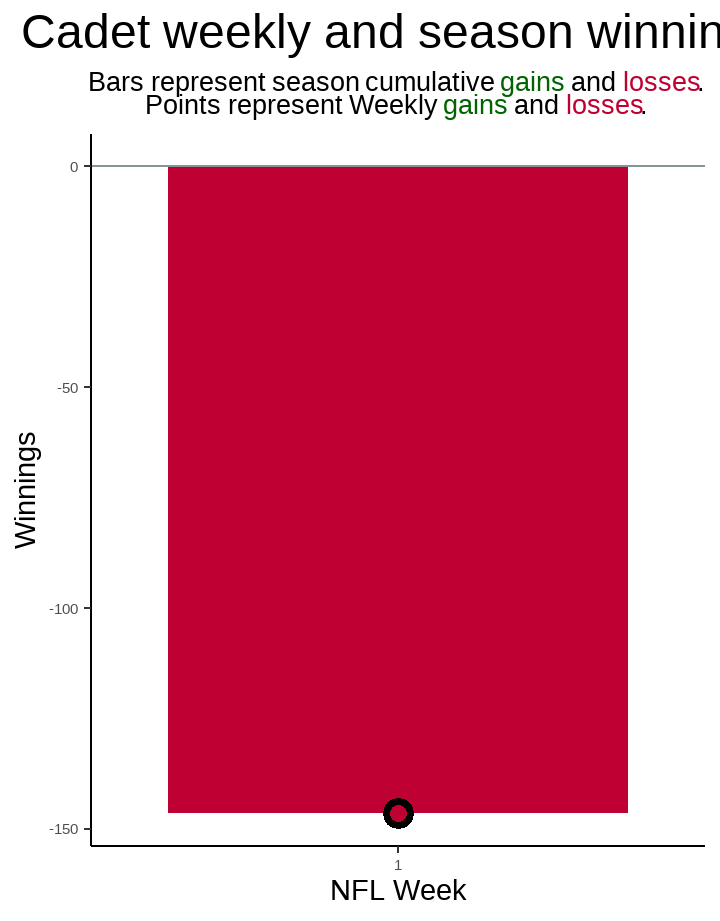 Cadet weekly and season winnin
Bars represent season cumulative gains and losses.
Points represent Weekly gains and losses.
0
-50
-100
-150
Winnings
1
NFL Week